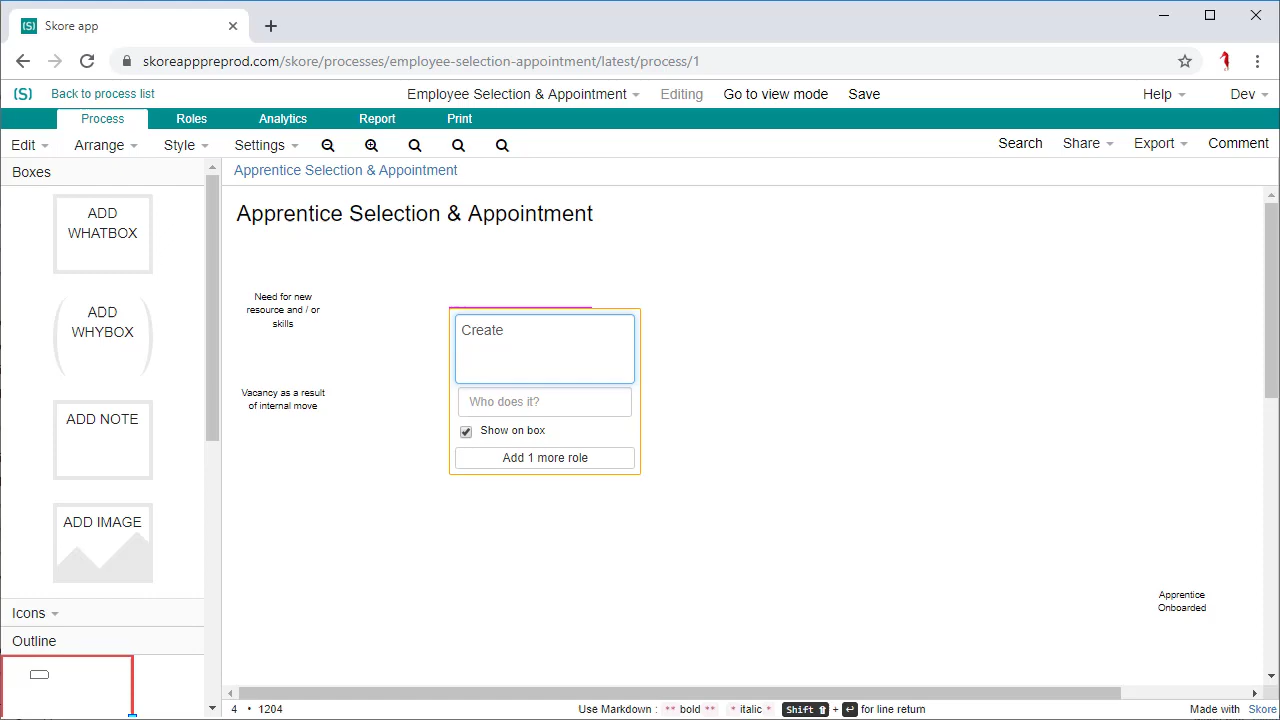 Skore app
skoreapppreprod.com/skore/processes/employee-selection-appointment/latest/process/1
(S) Back to process list Employee Selection & Appointment Editing Go to view mode Save Help Dev
Process Roles Analytics Report Print
Edit Arrange Style Settings Search Share Export Comment
Boxes
Apprentice Selection & Appointment
ADD
WHATBOX
ADD
WHYBOX
ADD NOTE
ADD IMAGE
Icons
Outline
Apprentice Selection & Appointment
Need for new
resource and / or
skills
Vacancy as a result
of internal move
Create
Who does it?
Show on box
Add 1 more role
Apprentice
Onboarded
4 • 1204 Use Markdown : ** bold ** * italic * Shift + for line return Made with Skore